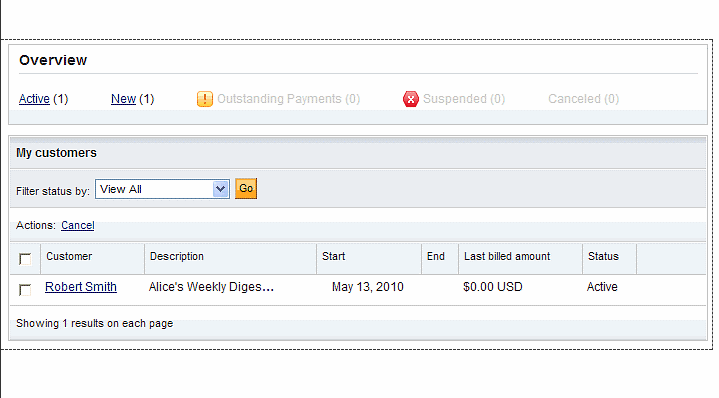 Overview
Active (1) New (1) Outstanding Payments (0) Suspended (0) Canceled (0)
My customers
Filter status by: View All Go
Actions: Cancel
Customer Description Start End Last billed amount Status
Robert Smith Alice's Weekly Diges... May 13, 2010 $0.00 USD Active
Showing 1 results on each page